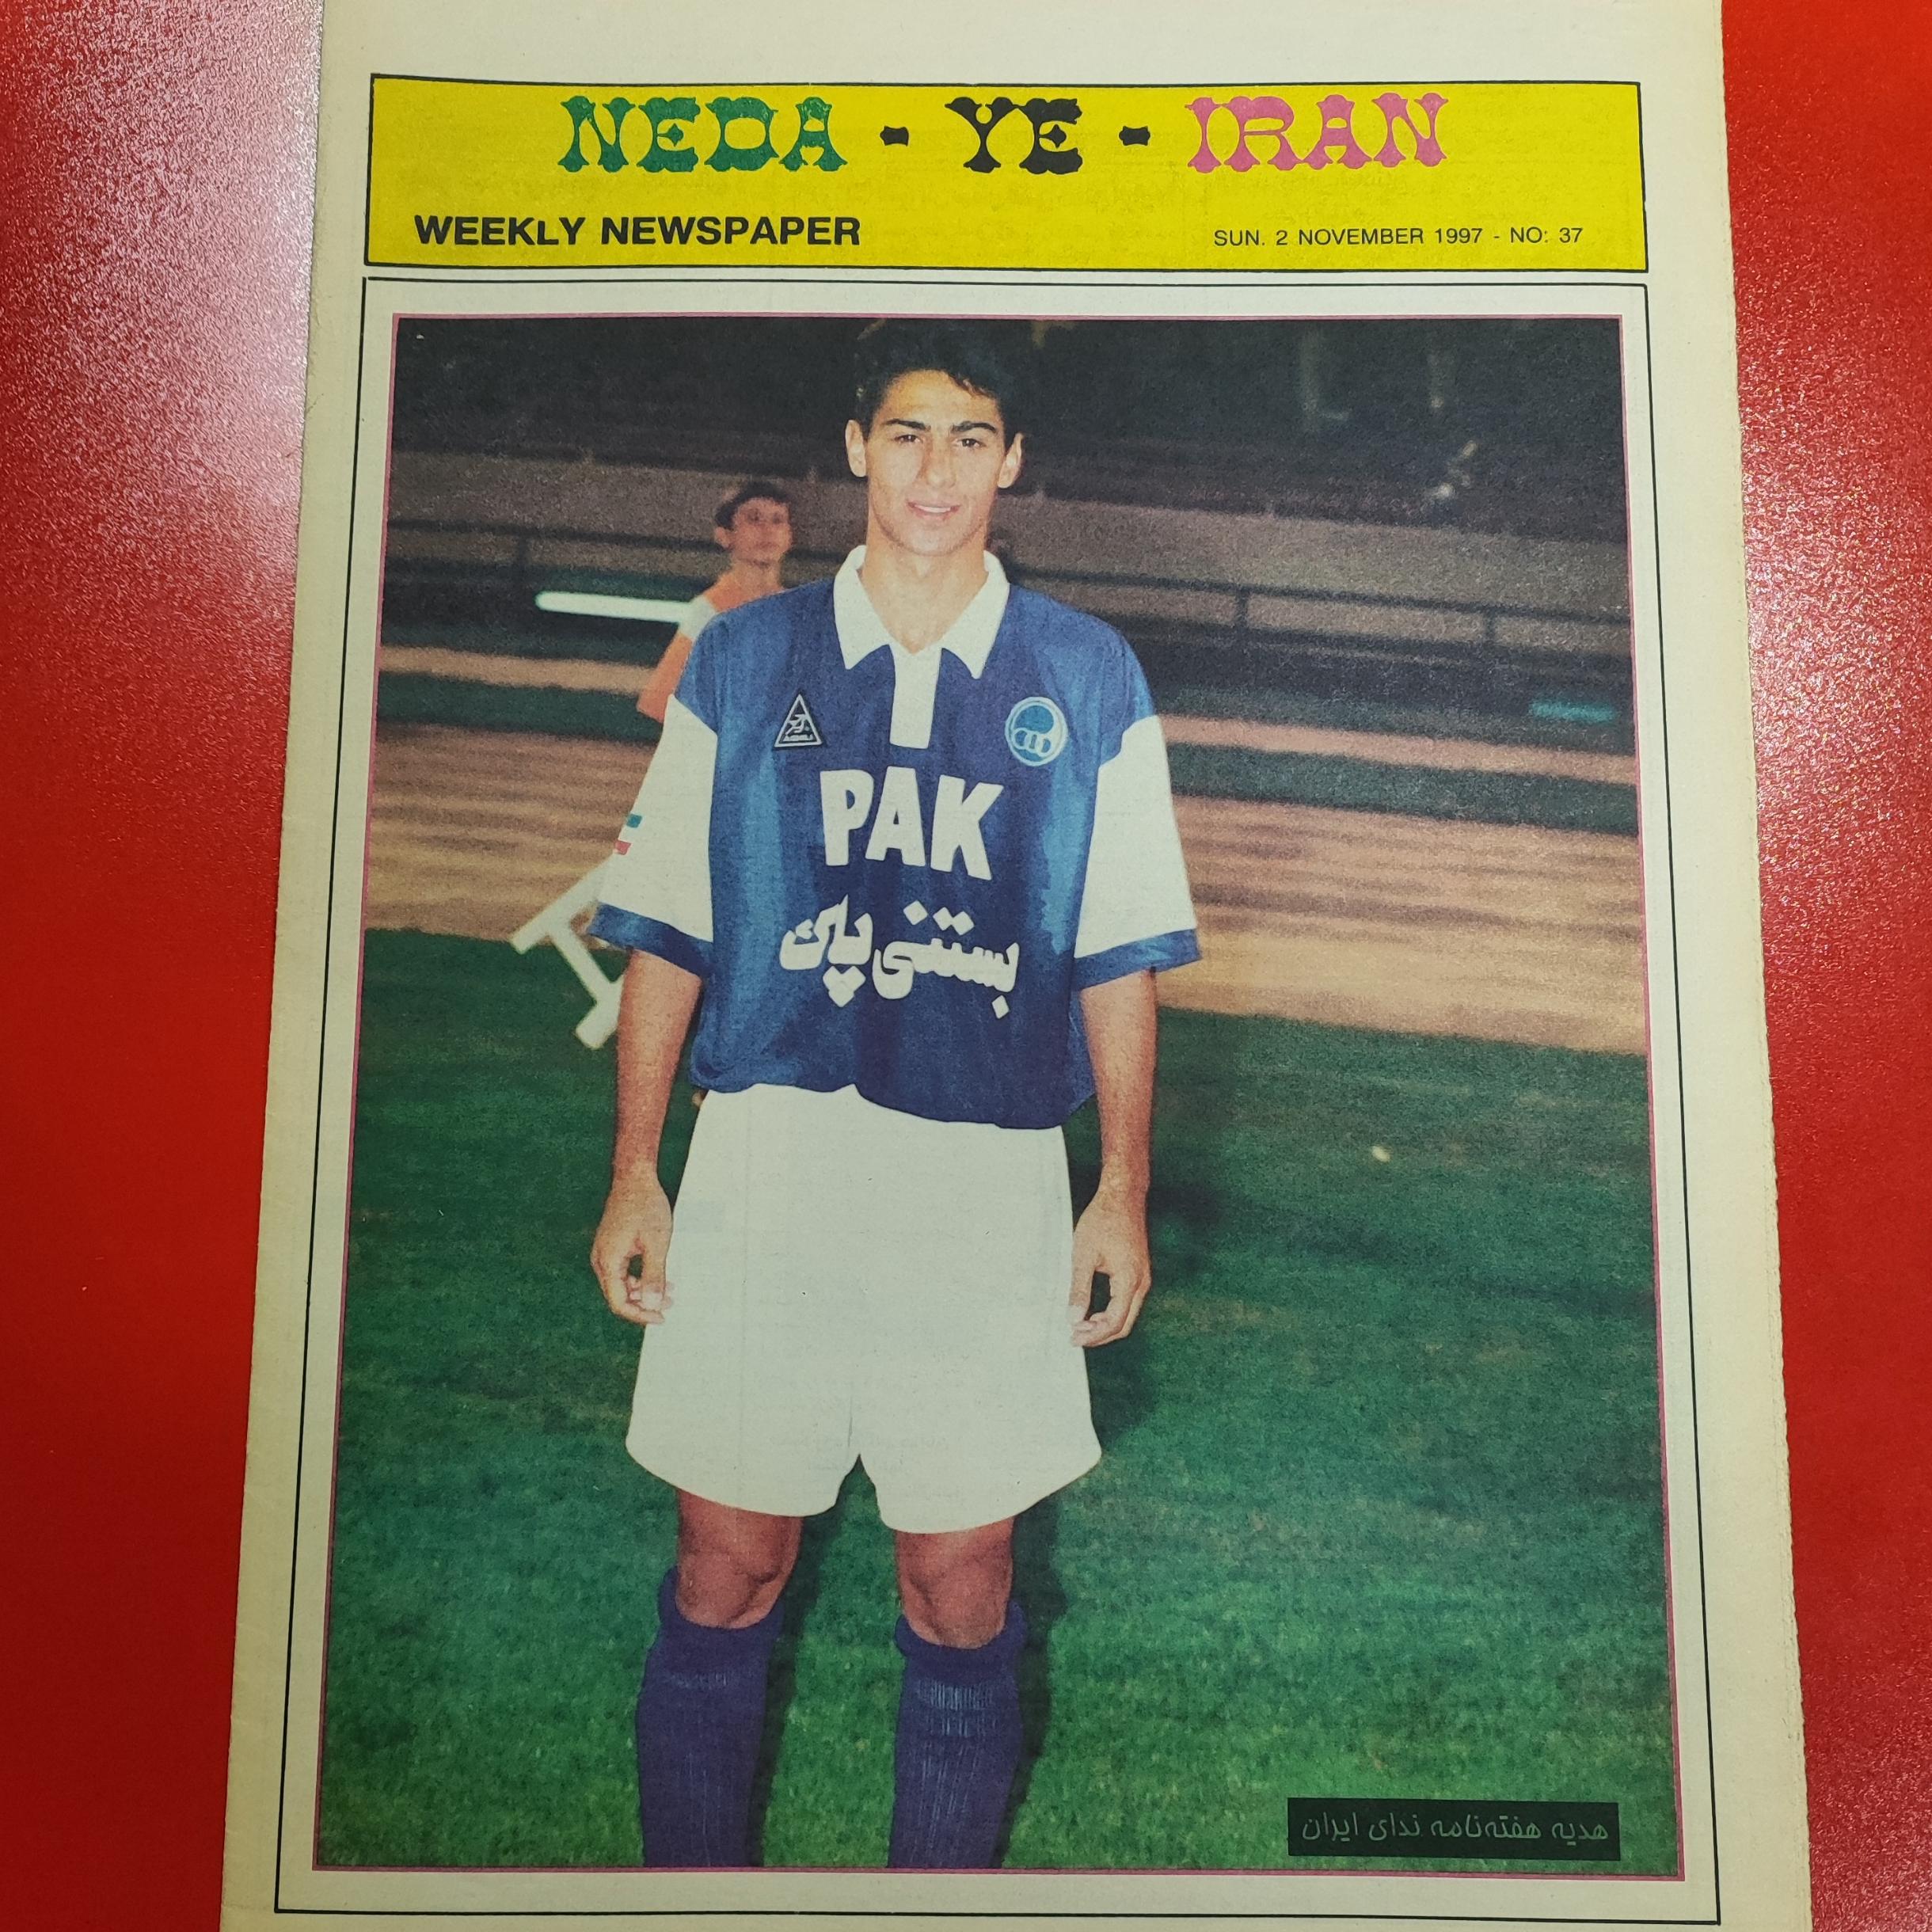 NEDA - YE - IRAN
WEEKLY NEWSPAPER
SUN. 2 NOVEMBER 1997 - NO: 37
PAK
بستنی پاک
هدیه هفته‌نامه ندای ایران